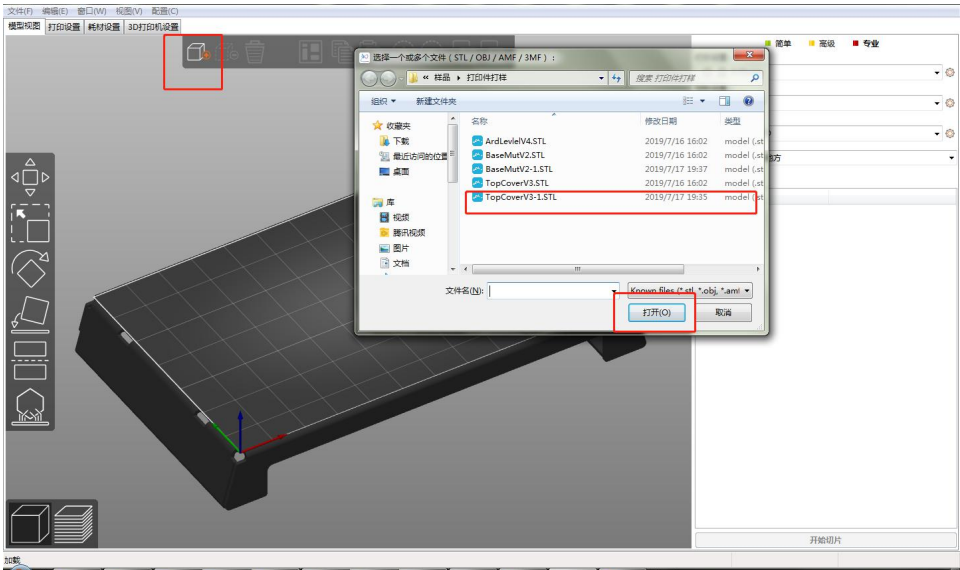 文件(F) 编辑(E) 窗口(W) 视图(V) 配置(C)
模型视图 打印设置 耗材设置 3D打印机设置
简单 高级 专业
选择一个或多个文件 ( STL / OBJ / AMF / 3MF ) :
« 样品 ▸ 打印件打样
搜索 打印件打样
组织 ▾ 新建文件夹
名称 修改日期 类型
收藏夹
下载
最近访问的位置
桌面
库
视频
腾讯视频
图片
文档
ArdLevlelV4.STL 2019/7/16 16:02 model (.st
BaseMutV2.STL 2019/7/16 16:02 model (.st
BaseMutV2-1.STL 2019/7/17 19:37 model (.st
TopCoverV3.STL 2019/7/16 16:02 model (.st
TopCoverV3-1.STL 2019/7/17 19:35 model (.st
文件名(N):
Known files (*.stl, *.obj, *.aml
打开(O) 取消
方
开始切片
加载